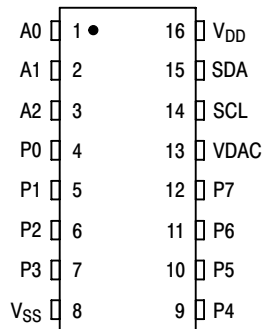 A0 1 16 VDD
A1 2 15 SDA
A2 3 14 SCL
P0 4 13 VDAC
P1 5 12 P7
P2 6 11 P6
P3 7 10 P5
VSS 8 9 P4